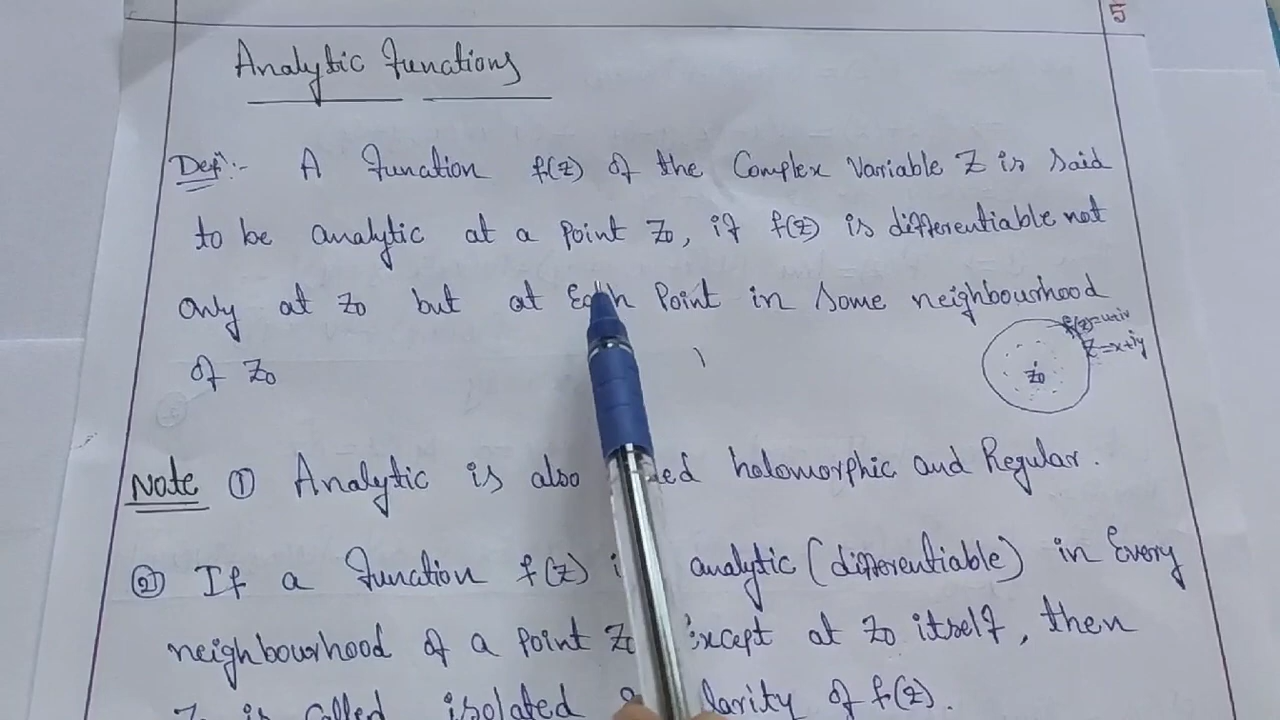 5
Analytic Functions
Defn:- A function f(z) of the Complex Variable Z is said
to be analytic at a point Z0, if f(z) is differentiable not
only at Z0 but at Each Point in some neighbourhood
of Z0
f(z)=u+iv
Z=x+iy
Z0
Note ① Analytic is also holomorphic and Regular.
② If a function f(z) analytic (differentiable) in Every
neighbourhood of a point Z0 except at Z0 itself, then
Z0 is called isolated of f(z).